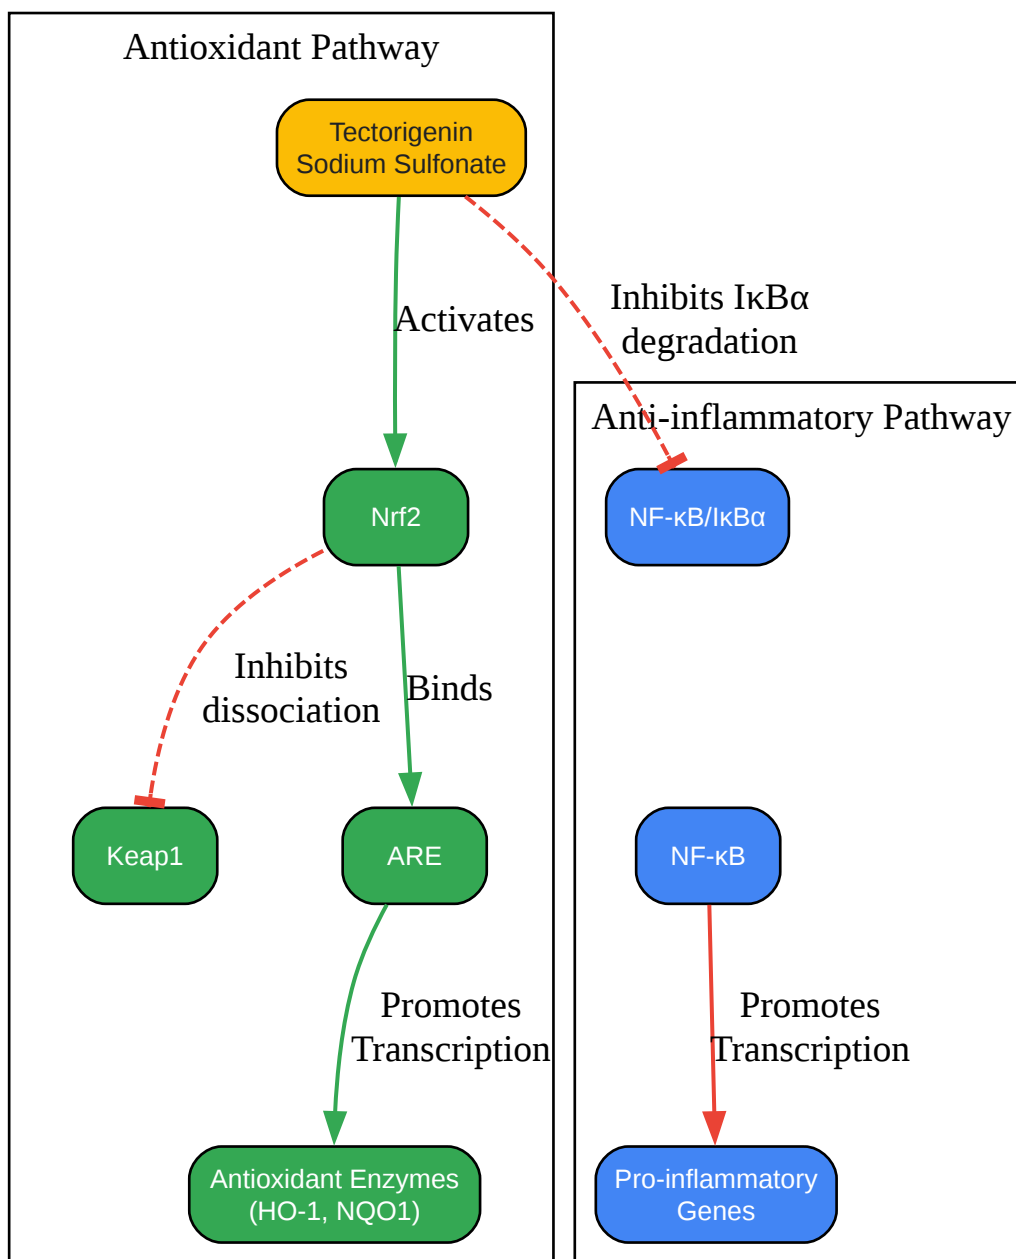 Antioxidant Pathway
Tectorigenin
Sodium Sulfonate
Inhibits IκBα
degradation
Activates
Anti-inflammatory Pathway
Nrf2
NF-κB/IκBα
Inhibits
dissociation
Binds
Keap1
ARE
NF-κB
Promotes
Transcription
Promotes
Transcription
Antioxidant Enzymes
(HO-1, NQO1)
Pro-inflammatory
Genes